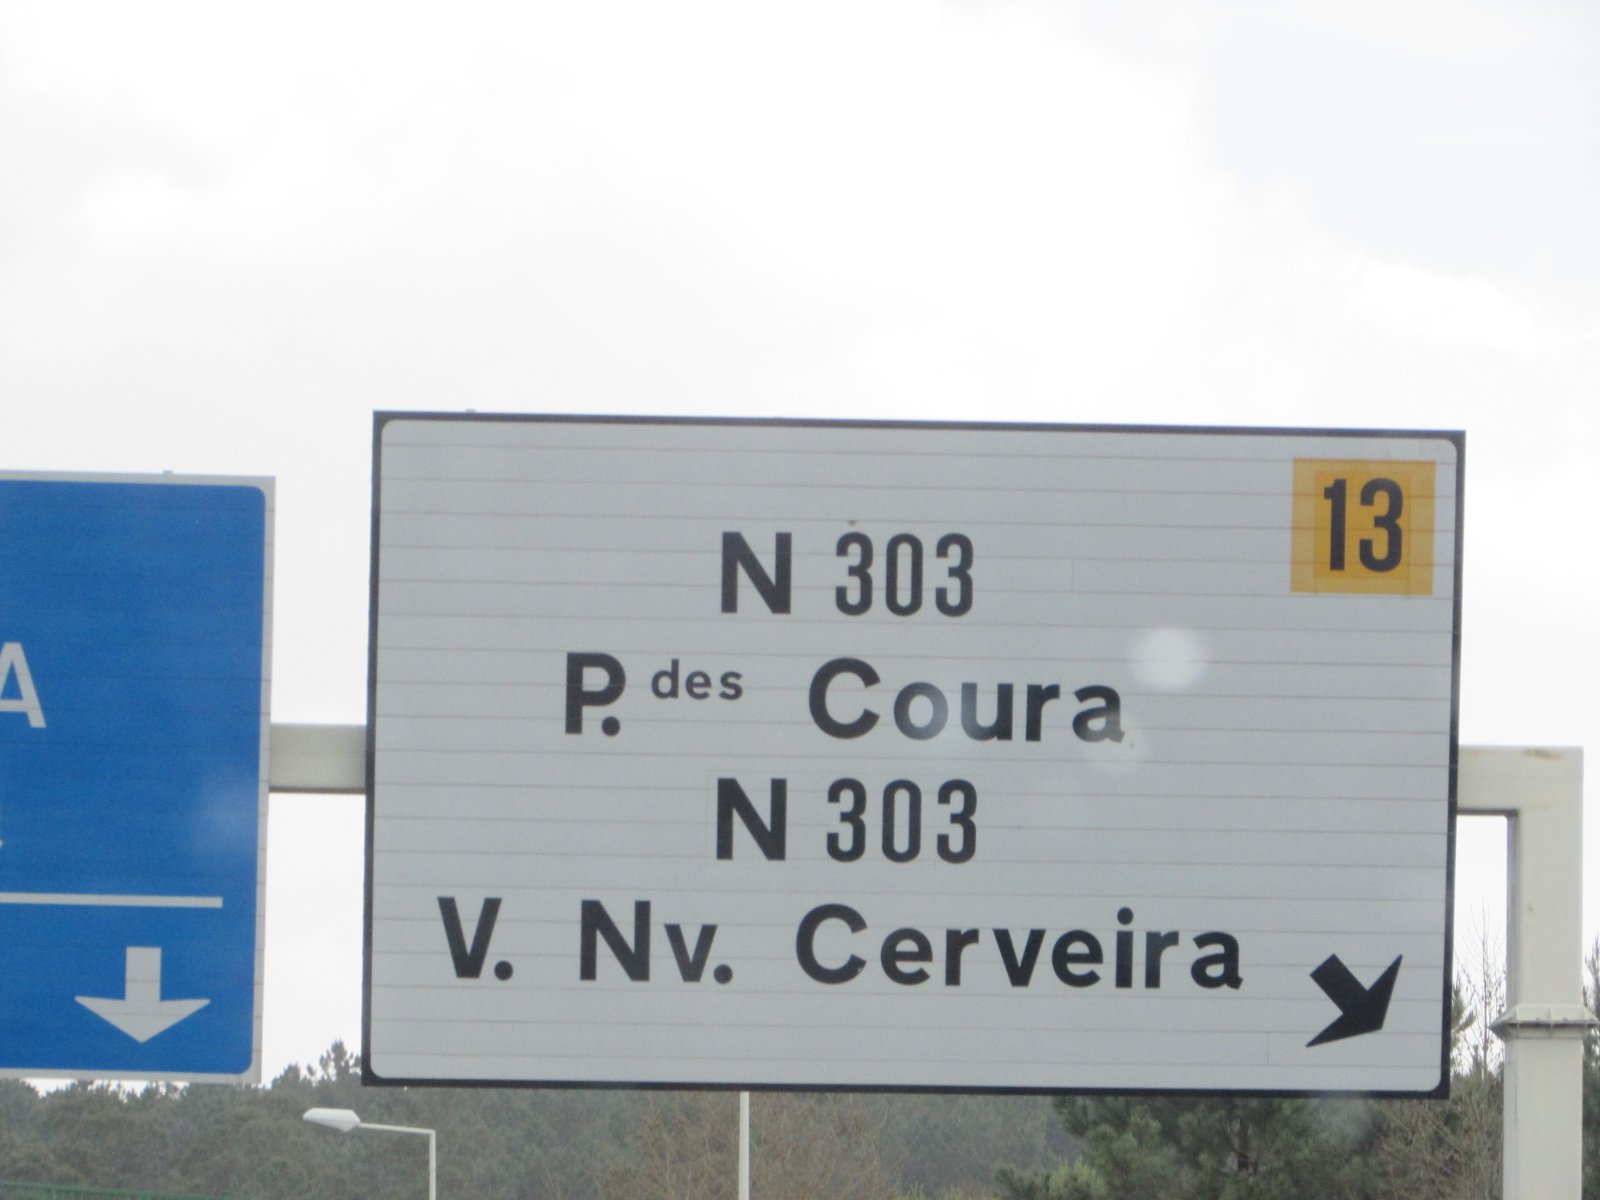 A
13
N 303
P. des Coura
N 303
V. Nv. Cerveira